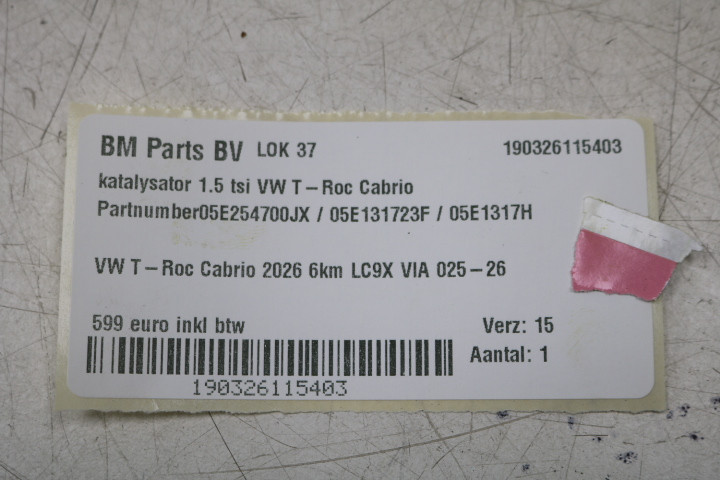 BM Parts BV LOK 37 190326115403
katalysator 1.5 tsi VW T-Roc Cabrio
Partnumber05E254700JX / 05E131723F / 05E1317H
VW T-Roc Cabrio 2026 6km LC9X VIA 025-26
599 euro inkl btw Verz: 15
Aantal: 1
190326115403